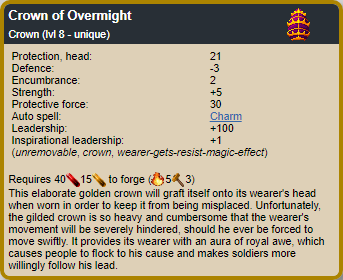 Crown of Overmight
Crown (lvl 8 - unique)
Protection, head: 21
Defence: -3
Encumbrance: 2
Strength: +5
Protective force: 30
Auto spell: Charm
Leadership: +100
Inspirational leadership: +1
(unremovable, crown, wearer-gets-resist-magic-effect)
Requires 40 15 to forge ( 5 3)
This elaborate golden crown will graft itself onto its wearer's head
when worn in order to keep it from being misplaced. Unfortunately,
the gilded crown is so heavy and cumbersome that the wearer's
movement will be severely hindered, should he ever be forced to
move swiftly. It provides its wearer with an aura of royal awe, which
causes people to flock to his cause and makes soldiers more
willingly follow his lead.